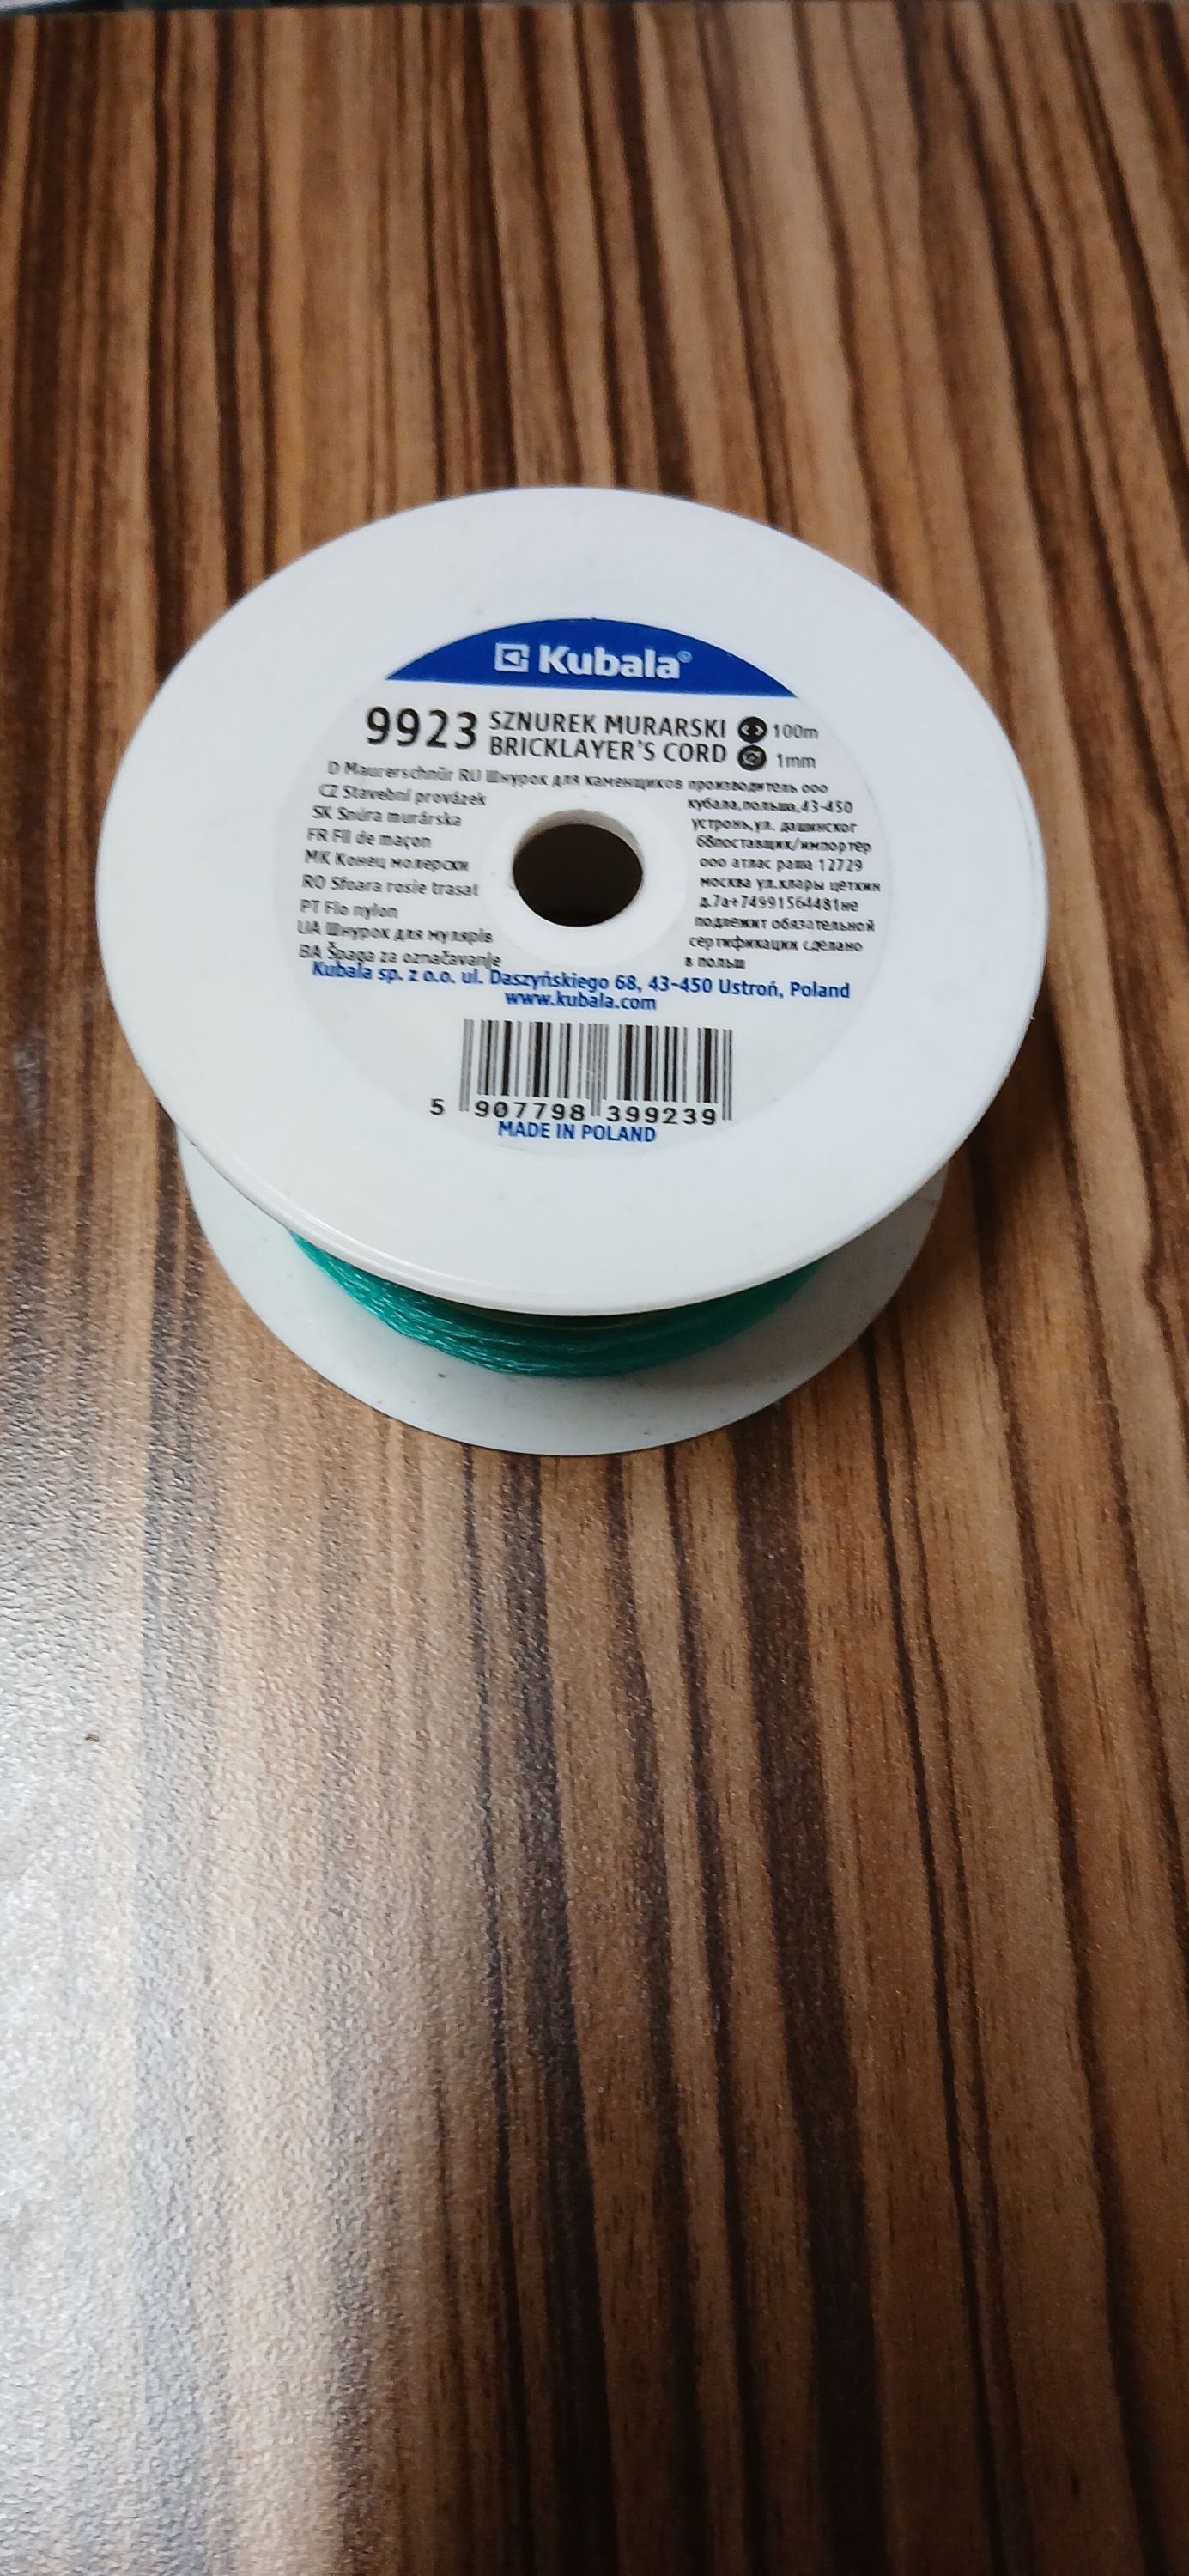 Kubala®
9923 SZNUREK MURARSKI 100m
BRICKLAYER'S CORD 1mm
D Maurerschnür RU Шнурок для каменщиков производитель ооо
CZ Stavební provázek
SK Šnúra murárska
FR Fil de maçon
MK Конец молерски
RO Sfoara rosie trasat
PT Fio nylon
UA Шнурок для мулярів
BA Špaga za označavanje
кубала,польша,43-450
устронь,ул. дашинског
68поставщик/импортер
ооо атлас раша 12729
москва ул.клары цеткин
д.7а+74991564481не
подлежит обязательной
сертификации сделано
в польш
Kubala sp. z o.o. ul. Daszyńskiego 68, 43-450 Ustroń, Poland
www.kubala.com
5 907798 399239
MADE IN POLAND